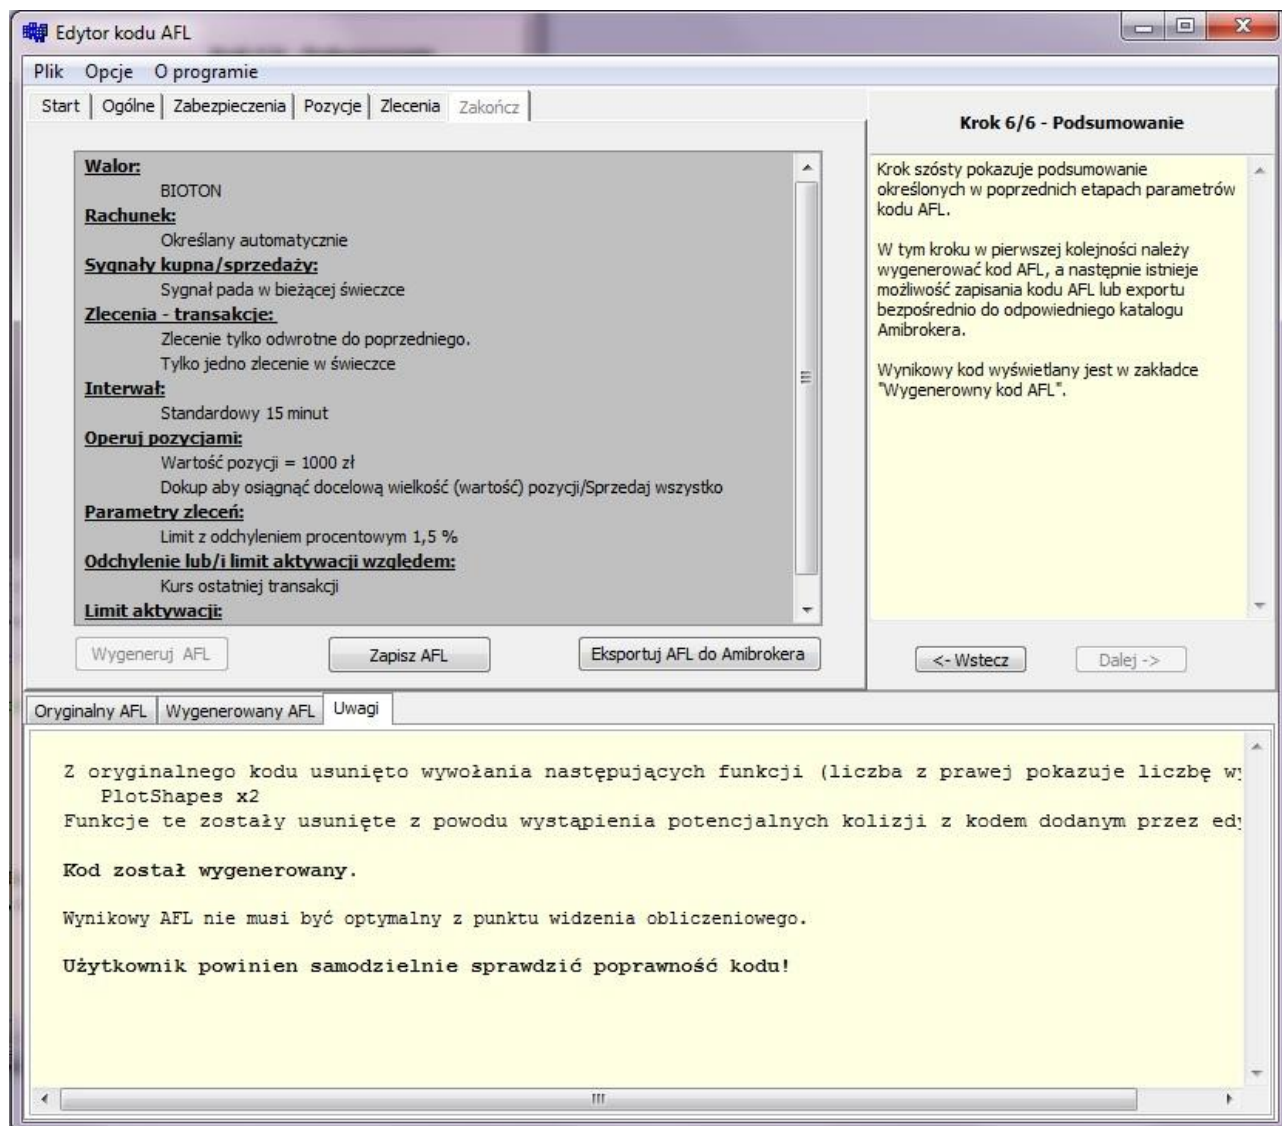 Edytor kodu AFL
Plik Opcje O programie
Start Ogólne Zabezpieczenia Pozycje Zlecenia Zakończ
Walor:
BIOTON
Rachunek:
Określany automatycznie
Sygnały kupna/sprzedaży:
Sygnał pada w bieżącej świeczce
Zlecenia - transakcje:
Zlecenie tylko odwrotne do poprzedniego.
Tylko jedno zlecenie w świeczce
Interwał:
Standardowy 15 minut
Operuj pozycjami:
Wartość pozycji = 1000 zł
Dokup aby osiągnąć docelową wielkość (wartość) pozycji/Sprzedaj wszystko
Parametry zleceń:
Limit z odchyleniem procentowym 1,5 %
Odchylenie lub/i limit aktywacji względem:
Kurs ostatniej transakcji
Limit aktywacji:
Wygeneruj AFL Zapisz AFL Eksportuj AFL do Amibrokera
Krok 6/6 - Podsumowanie
Krok szósty pokazuje podsumowanie
określonych w poprzednich etapach parametrów
kodu AFL.
W tym kroku w pierwszej kolejności należy
wygenerować kod AFL, a następnie istnieje
możliwość zapisania kodu AFL lub exportu
bezpośrednio do odpowiedniego katalogu
Amibrokera.
Wynikowy kod wyświetlany jest w zakładce
"Wygenerowny kod AFL".
<- Wstecz Dalej ->
Oryginalny AFL Wygenerowany AFL Uwagi
Z oryginalnego kodu usunięto wywołania następujących funkcji (liczba z prawej pokazuje liczbę
PlotShapes x2
Funkcje te zostały usunięte z powodu wystąpienia potencjalnych kolizji z kodem dodanym przez
Kod został wygenerowany.
Wynikowy AFL nie musi być optymalny z punktu widzenia obliczeniowego.
Użytkownik powinien samodzielnie sprawdzić poprawność kodu!